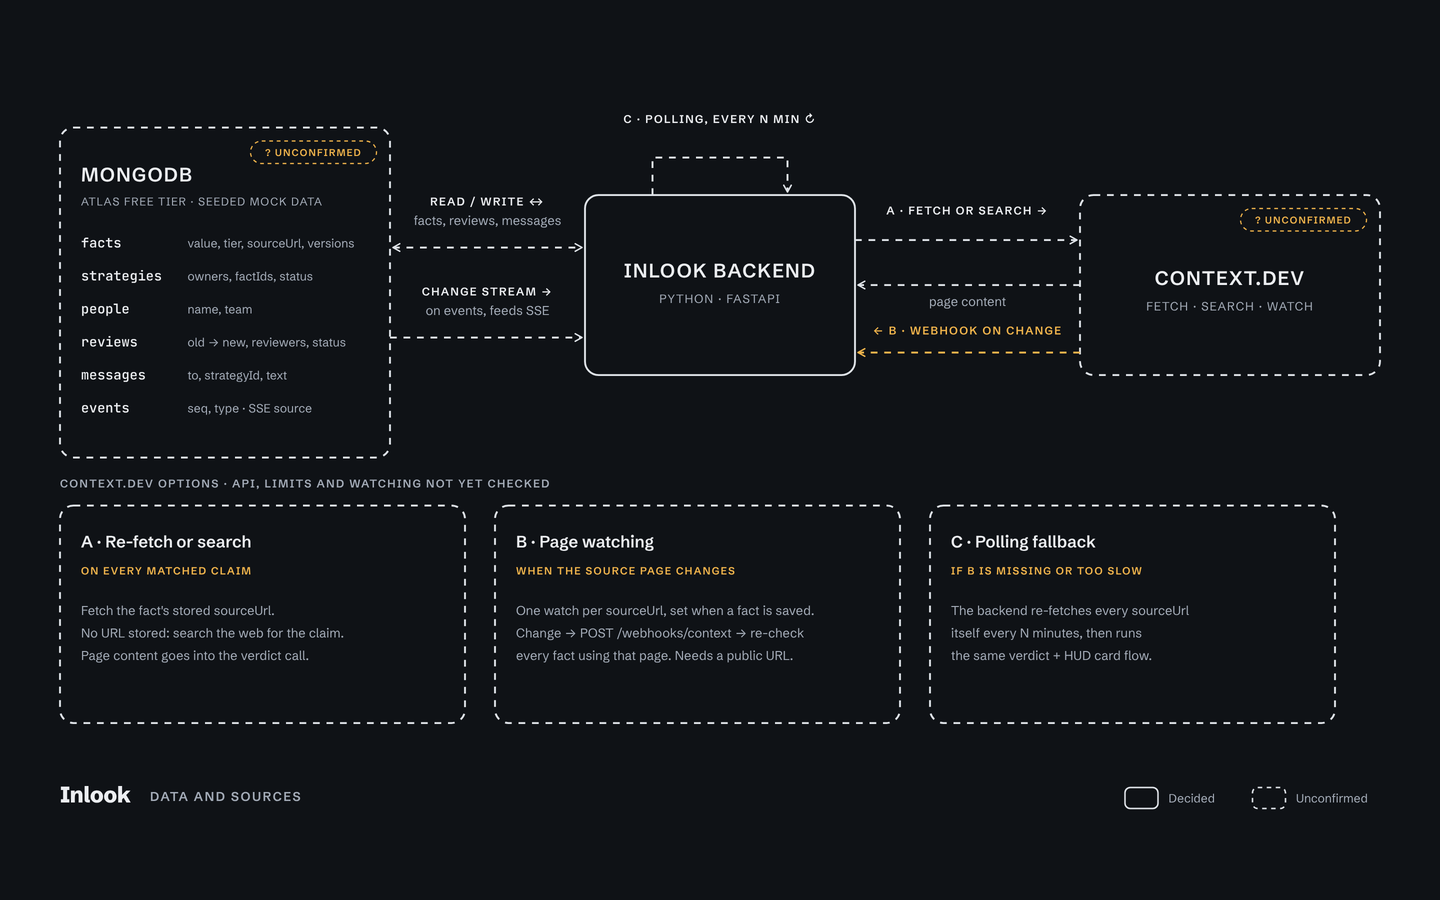 C · POLLING, EVERY N MIN ↻
? UNCONFIRMED
MONGODB
ATLAS FREE TIER · SEEDED MOCK DATA
facts value, tier, sourceUrl, versions
strategies owners, factIds, status
people name, team
reviews old → new, reviewers, status
messages to, strategyId, text
events seq, type · SSE source
READ / WRITE ↔
facts, reviews, messages
CHANGE STREAM →
on events, feeds SSE
INLOOK BACKEND
PYTHON · FASTAPI
A · FETCH OR SEARCH →
page content
← B · WEBHOOK ON CHANGE
? UNCONFIRMED
CONTEXT.DEV
FETCH · SEARCH · WATCH
CONTEXT.DEV OPTIONS · API, LIMITS AND WATCHING NOT YET CHECKED
A · Re-fetch or search
ON EVERY MATCHED CLAIM
Fetch the fact's stored sourceUrl.
No URL stored: search the web for the claim.
Page content goes into the verdict call.
B · Page watching
WHEN THE SOURCE PAGE CHANGES
One watch per sourceUrl, set when a fact is saved.
Change → POST /webhooks/context → re-check
every fact using that page. Needs a public URL.
C · Polling fallback
IF B IS MISSING OR TOO SLOW
The backend re-fetches every sourceUrl
itself every N minutes, then runs
the same verdict + HUD card flow.
Inlook DATA AND SOURCES
Decided
Unconfirmed